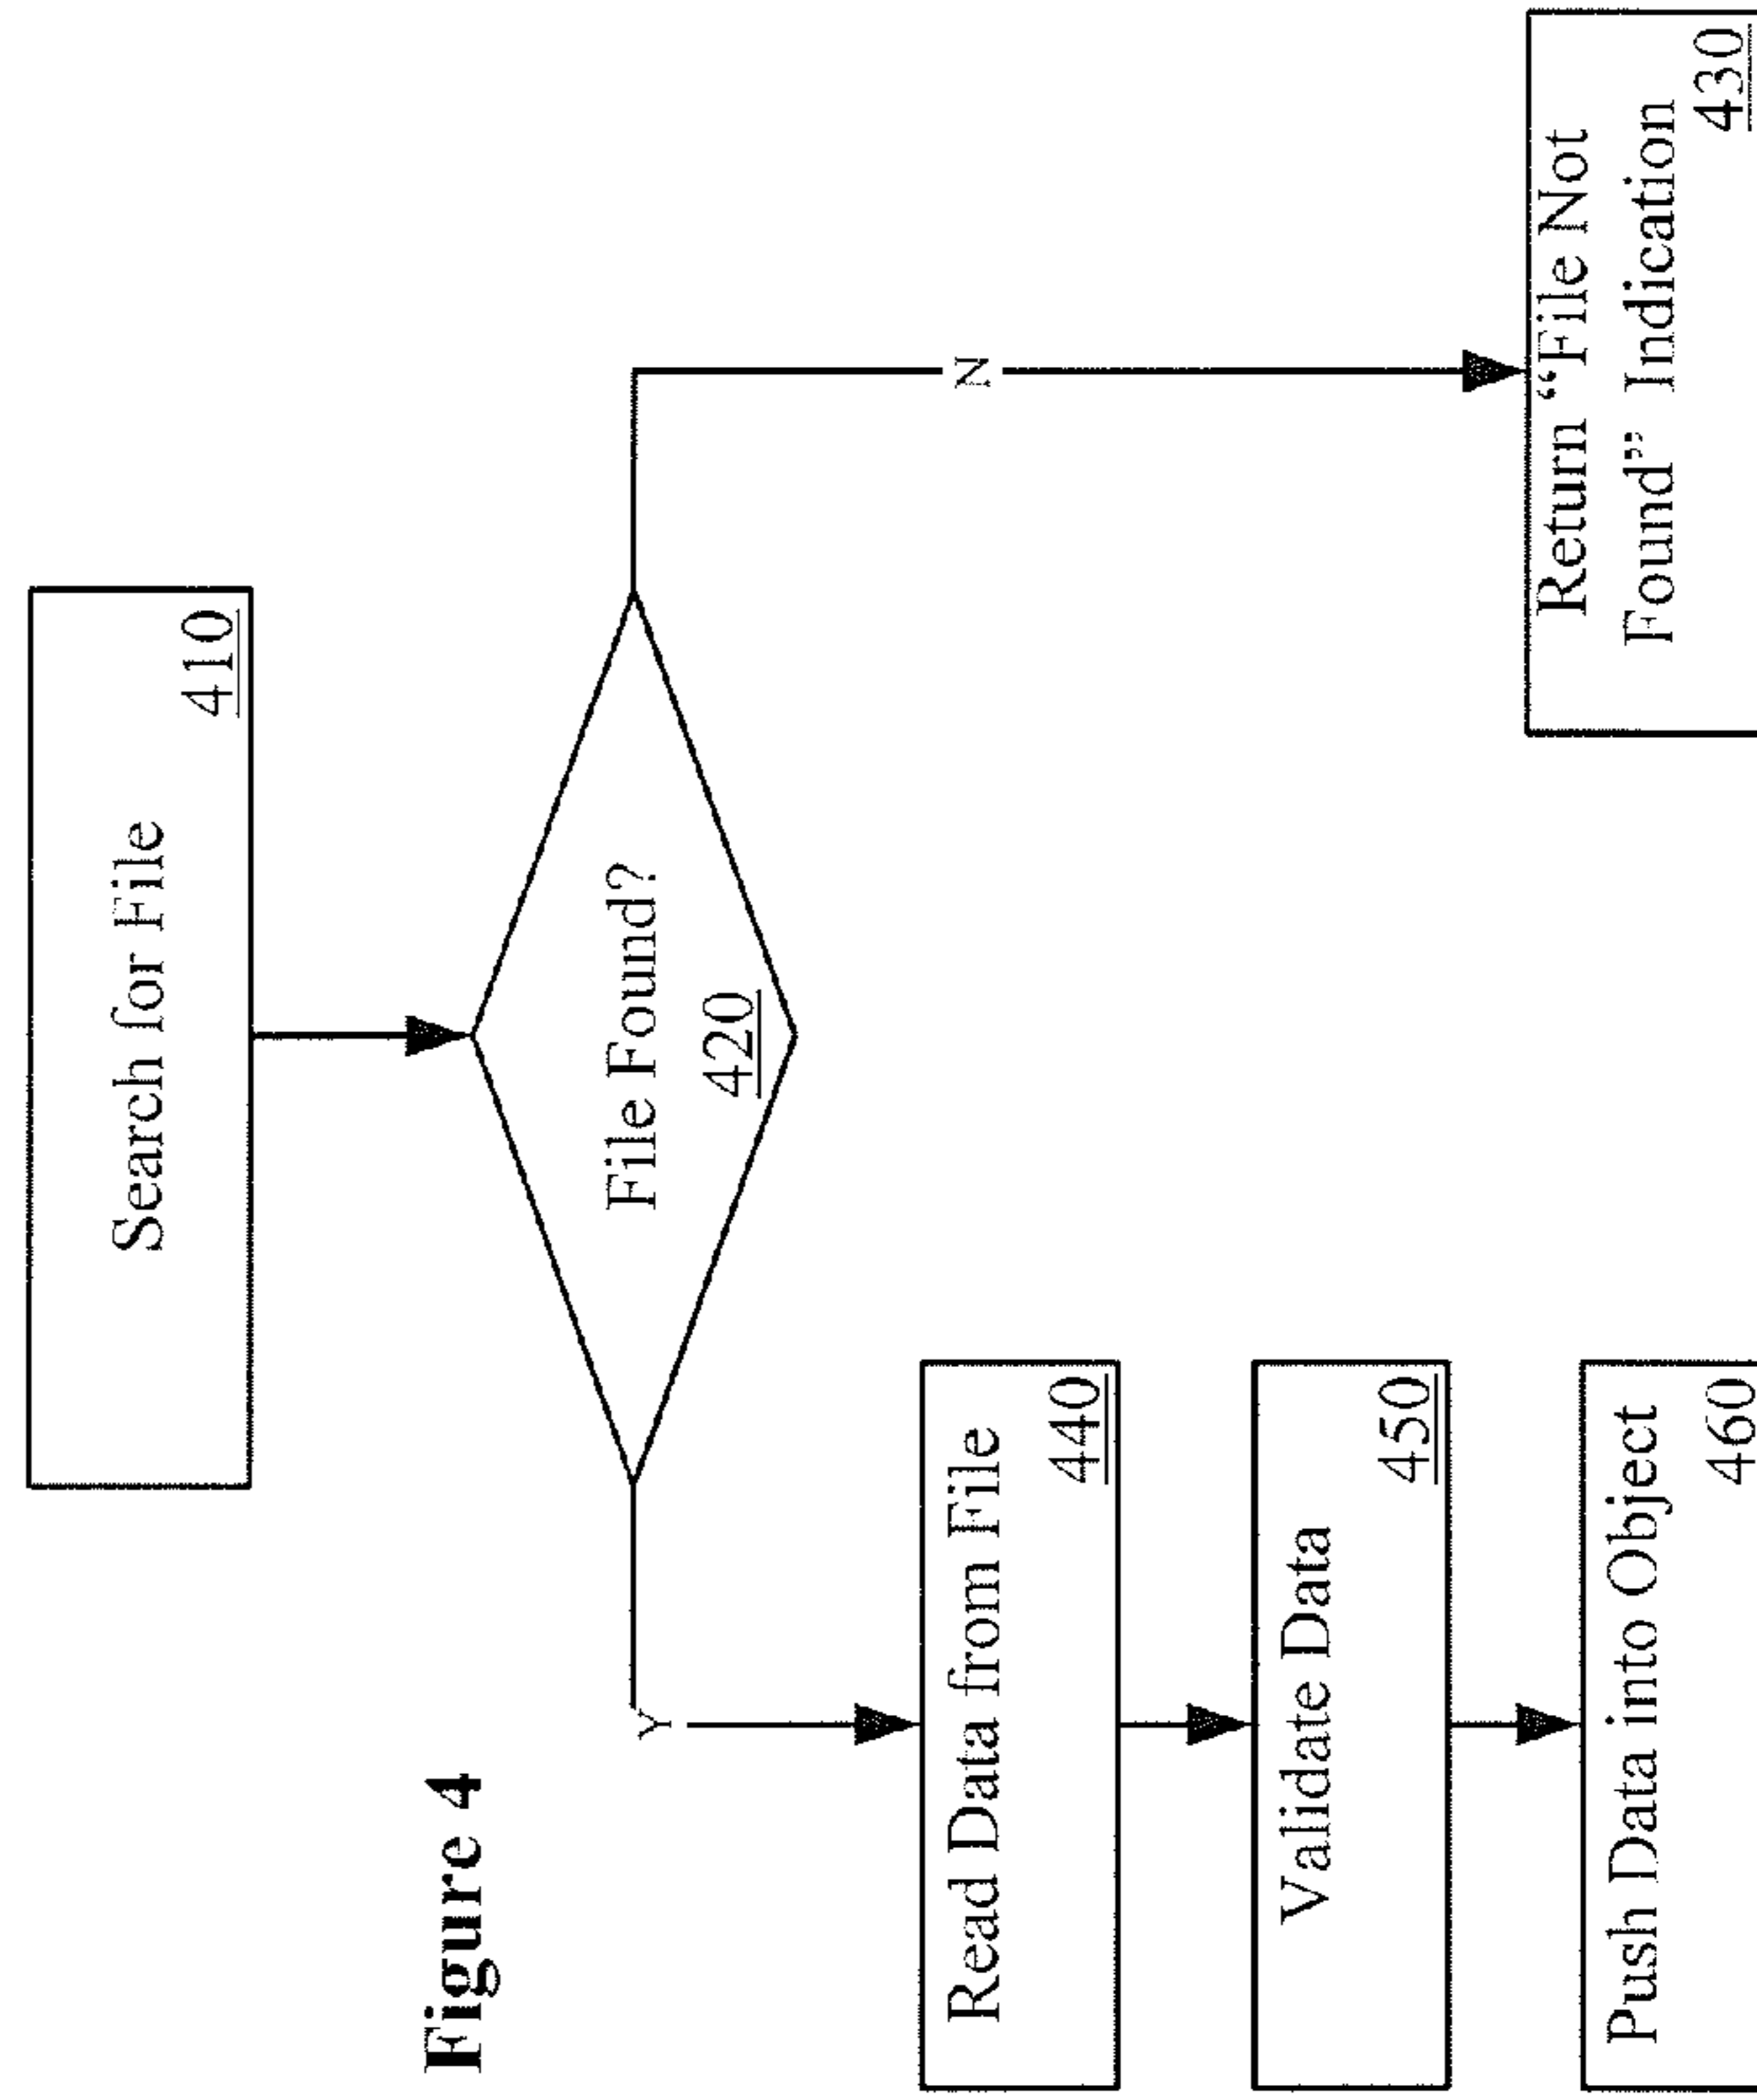 Figure 4
Search for File
410
File Found?
420
Y
N
Read Data from File
440
Validate Data
450
Push Data into Object
460
Return “File Not
Found” Indication
430